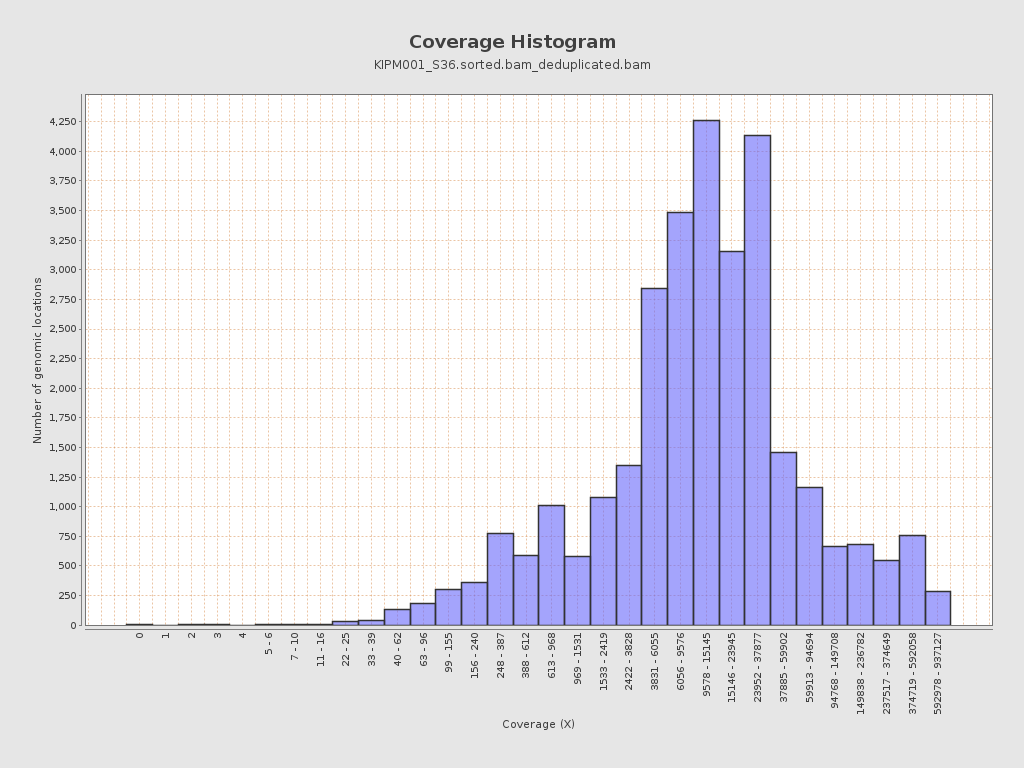 Coverage Histogram
KIPM001_S36.sorted.bam_deduplicated.bam
Number of genomic locations
4,250
4,000
3,750
3,500
3,250
3,000
2,750
2,500
2,250
2,000
1,750
1,500
1,250
1,000
750
500
250
0
0
1
2
3
4
5 - 6
7 - 10
11 - 16
22 - 25
33 - 39
40 - 62
63 - 96
99 - 155
156 - 240
248 - 387
388 - 612
613 - 968
969 - 1531
1533 - 2419
2422 - 3828
3831 - 6055
6056 - 9576
9578 - 15145
15146 - 23945
23952 - 37877
37885 - 59902
59913 - 94694
94768 - 149708
149838 - 236782
237517 - 374649
374719 - 592058
592978 - 937127
Coverage (X)